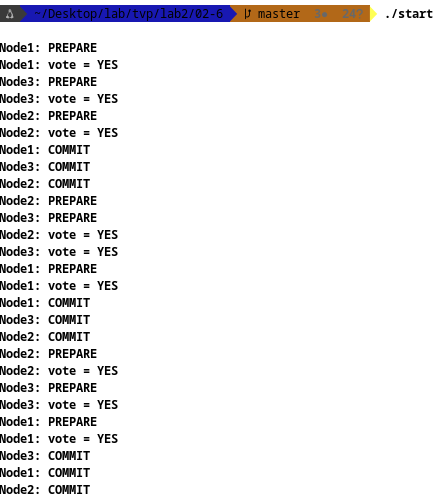 ~/Desktop/lab/tvp/lab2/02-6 master 3✱ 24? ./start
Node1: PREPARE
Node1: vote = YES
Node3: PREPARE
Node3: vote = YES
Node2: PREPARE
Node2: vote = YES
Node1: COMMIT
Node3: COMMIT
Node2: COMMIT
Node2: PREPARE
Node3: PREPARE
Node2: vote = YES
Node3: vote = YES
Node1: PREPARE
Node1: vote = YES
Node1: COMMIT
Node3: COMMIT
Node2: COMMIT
Node2: PREPARE
Node2: vote = YES
Node3: PREPARE
Node3: vote = YES
Node1: PREPARE
Node1: vote = YES
Node3: COMMIT
Node1: COMMIT
Node2: COMMIT